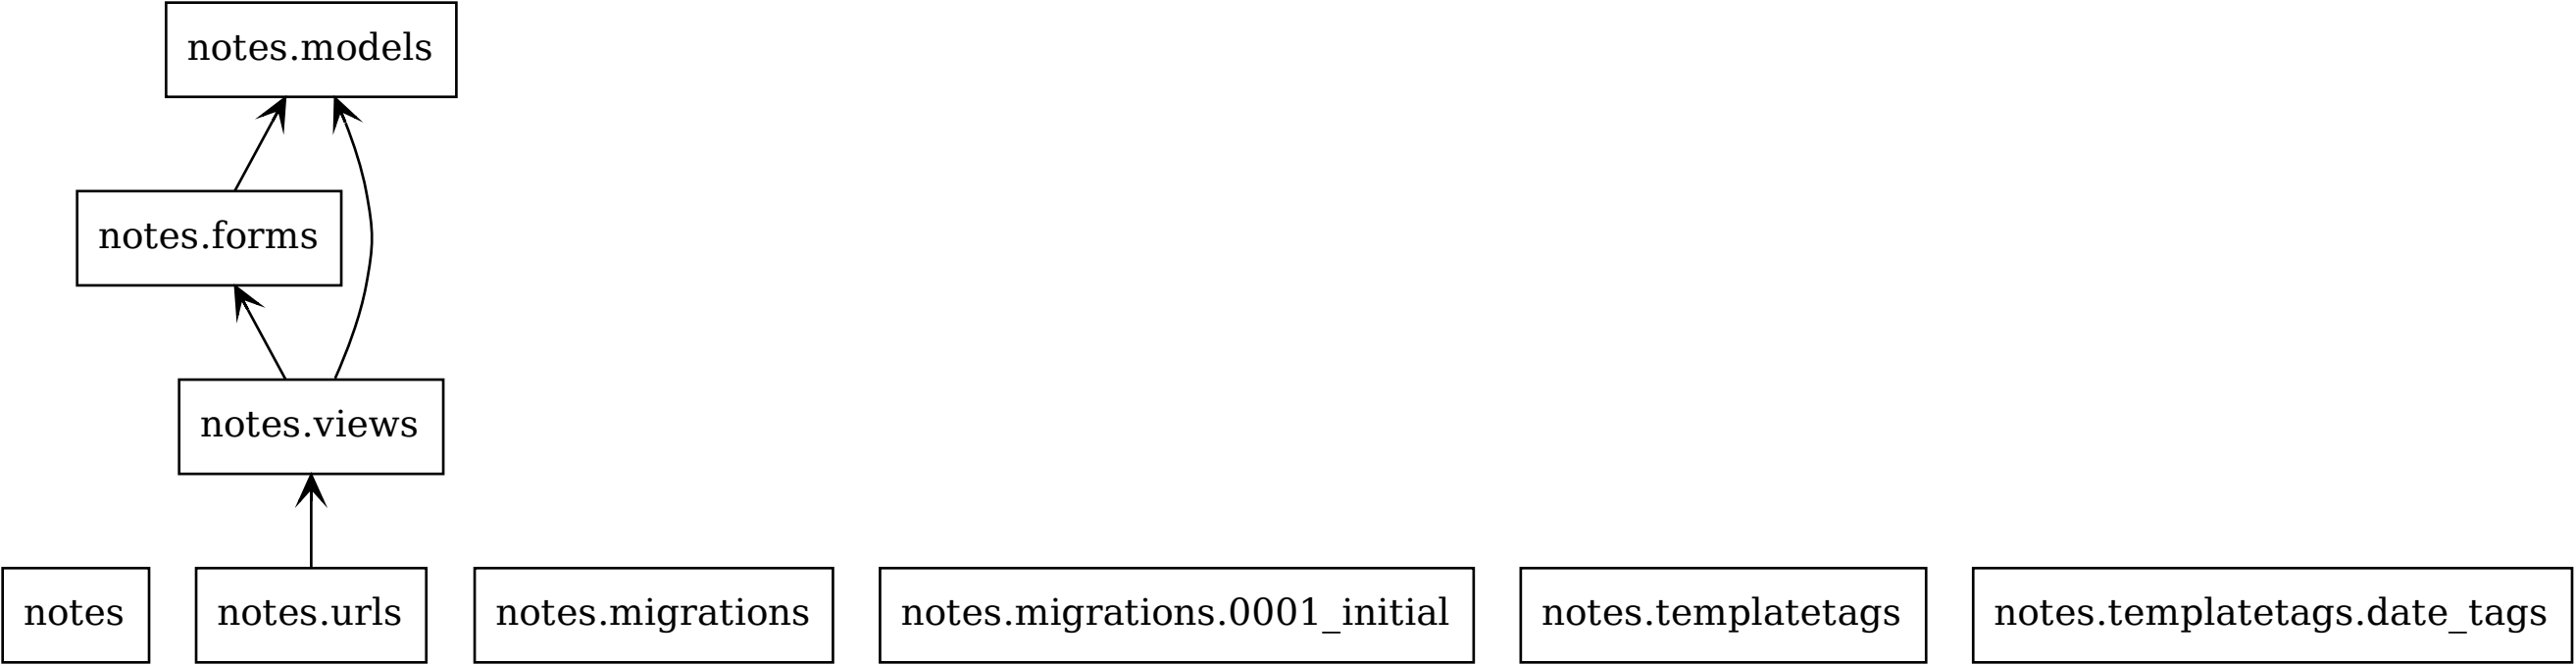 notes.models
notes.forms
notes.views
notes
notes.urls
notes.migrations
notes.migrations.0001_initial
notes.templatetags
notes.templatetags.date_tags